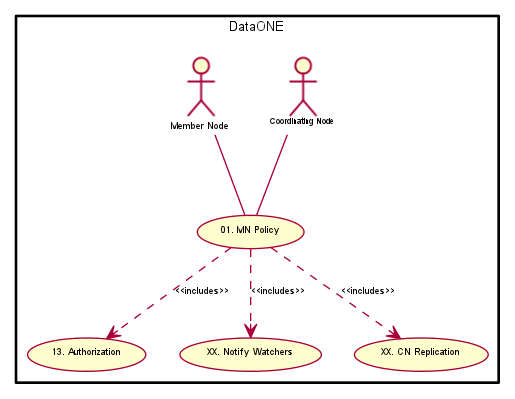 DataONE
Member Node
Coordinating Node
01. MN Policy
<<includes>>
<<includes>>
<<includes>>
13. Authorization
XX. Notify Watchers
XX. CN Replication